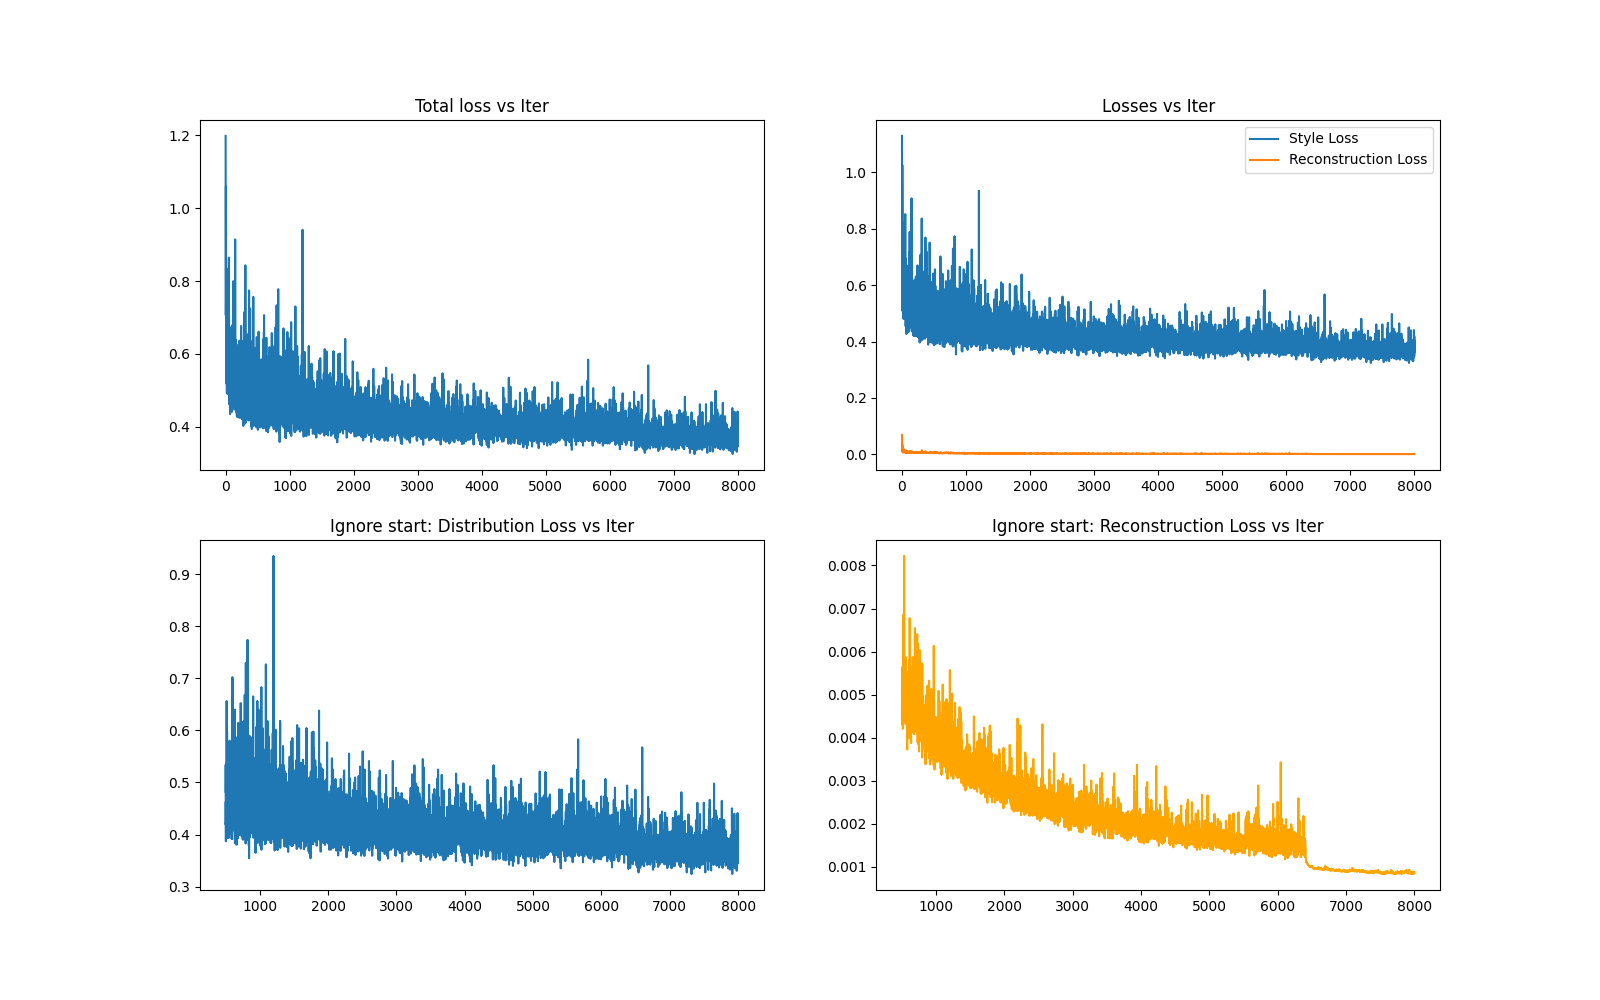 Total loss vs Iter
1.2
1.0
0.8
0.6
0.4
0 1000 2000 3000 4000 5000 6000 7000 8000
Losses vs Iter
Style Loss
Reconstruction Loss
1.0
0.8
0.6
0.4
0.2
0.0
0 1000 2000 3000 4000 5000 6000 7000 8000
Ignore start: Distribution Loss vs Iter
0.9
0.8
0.7
0.6
0.5
0.4
0.3
1000 2000 3000 4000 5000 6000 7000 8000
Ignore start: Reconstruction Loss vs Iter
0.008
0.007
0.006
0.005
0.004
0.003
0.002
0.001
1000 2000 3000 4000 5000 6000 7000 8000